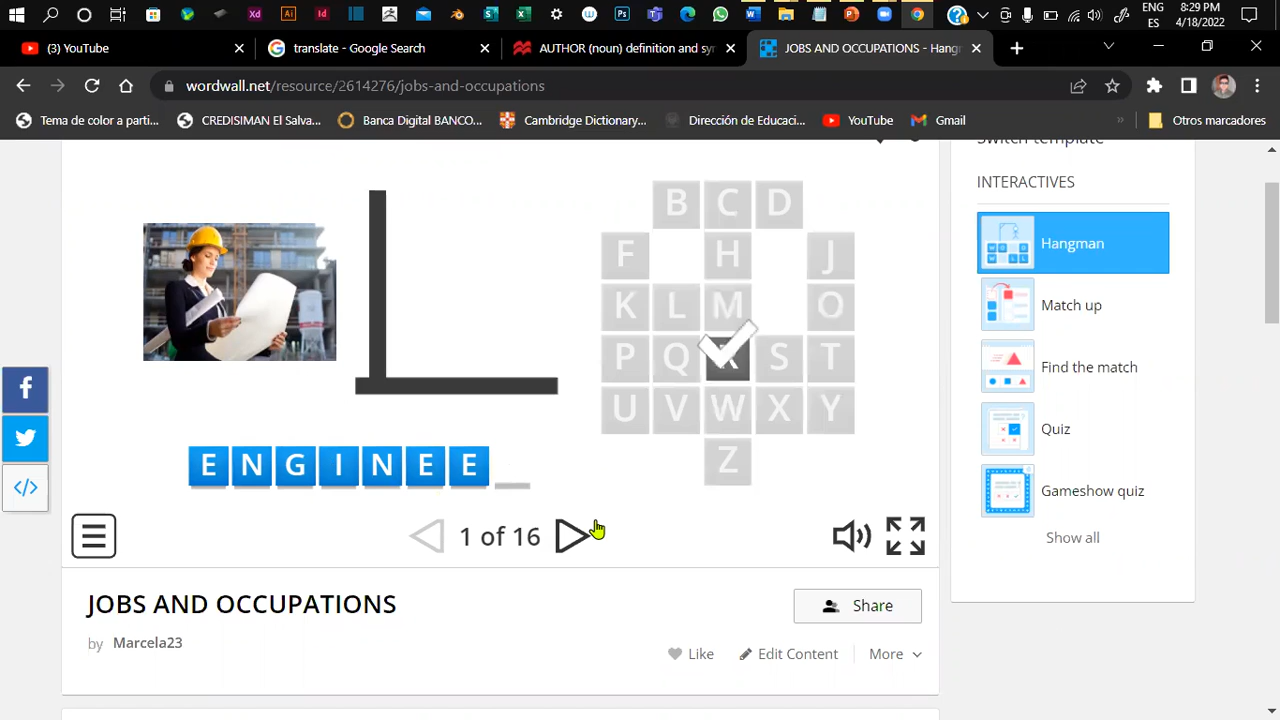 ENG
ES
8:29 PM
4/18/2022
(3) YouTube
translate - Google Search
AUTHOR (noun) definition and sy
JOBS AND OCCUPATIONS - Hang
wordwall.net/resource/2614276/jobs-and-occupations
Tema de color a parti...
CREDISIMAN El Salva...
Banca Digital BANCO...
Cambridge Dictionary...
Dirección de Educaci...
YouTube
Gmail
Otros marcadores
Switch template
INTERACTIVES
Hangman
Match up
Find the match
Quiz
Gameshow quiz
Show all
B C D
F H J
K L M O
P Q R S T
U V W X Y
Z
E N G I N E E _
1 of 16
JOBS AND OCCUPATIONS
by Marcela23
Share
Like
Edit Content
More